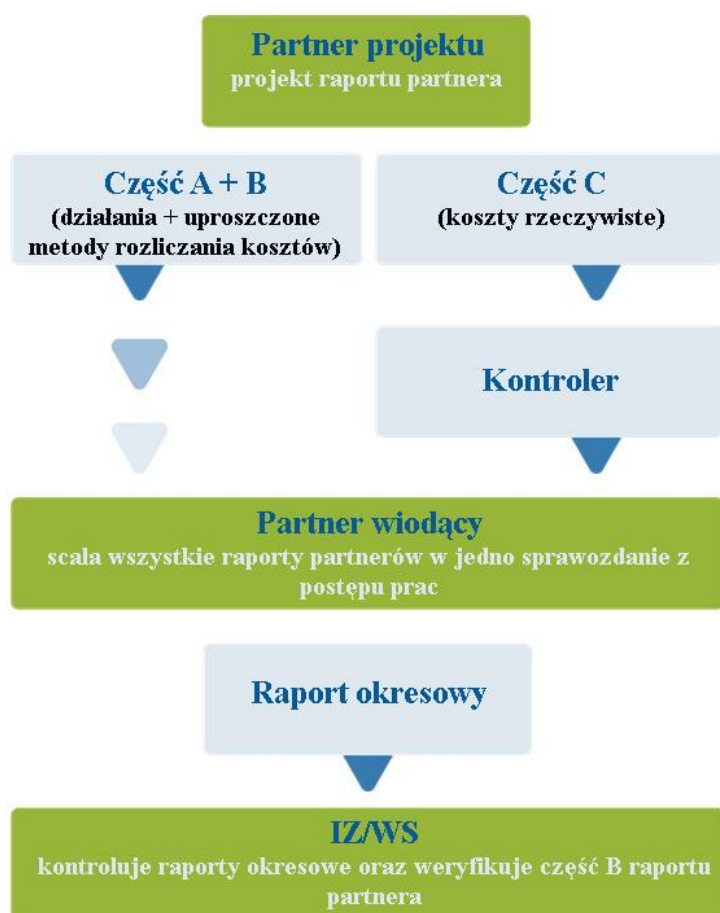 Partner projektu
projekt raportu partnera
Część A + B
(działania + uproszczone
metody rozliczania kosztów)
Część C
(koszty rzeczywiste)
Kontroler
Partner wiodący
scala wszystkie raporty partnerów w jedno sprawozdanie z
postępu prac
Raport okresowy
IZ/WS
kontroluje raporty okresowe oraz weryfikuje część B raportu
partnera